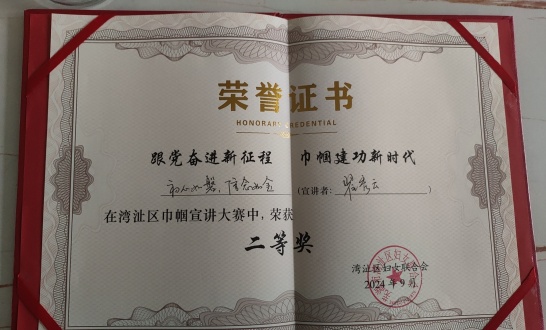 荣誉证书
HONORARY CREDENTIAL
跟党奋进新征程 巾帼建功新时代
初心如磐,信念如金 (宣讲者: )
在湾沚区巾帼宣讲大赛中,荣获
二等奖
湾沚区妇女联合会
2024年9月